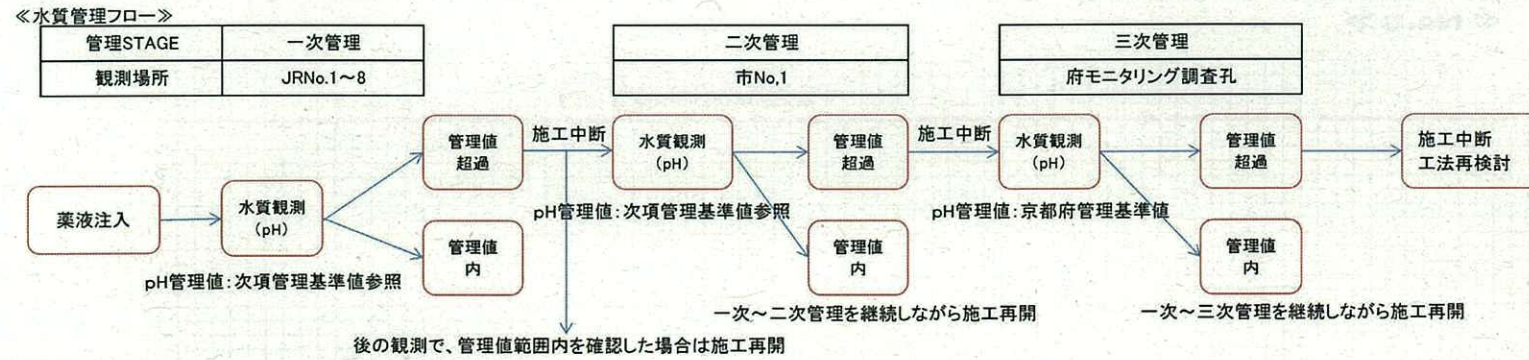 ≪水質管理フロー≫
管理STAGE 一次管理
観測場所 JRNo.1～8
二次管理
市No,1
三次管理
府モニタリング調査孔
薬液注入
水質観測
(pH)
pH管理値:次項管理基準値参照
管理値
超過
管理値
内
施工中断
後の観測で、管理値範囲内を確認した場合は施工再開
水質観測
(pH)
pH管理値:次項管理基準値参照
管理値
超過
管理値
内
一次～二次管理を継続しながら施工再開
施工中断
水質観測
(pH)
pH管理値:京都府管理基準値
管理値
超過
管理値
内
一次～三次管理を継続しながら施工再開
施工中断
工法再検討